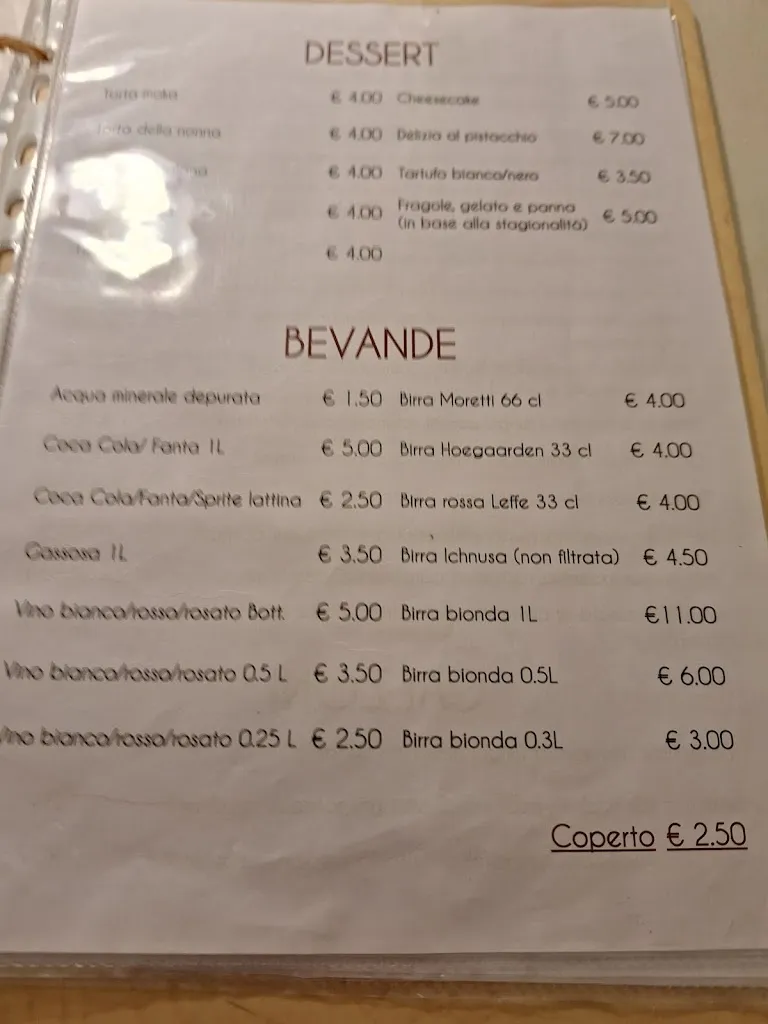 DESSERT
Torta moka € 4.00 Cheesecake € 5.00
Torta della nonna € 4.00 Delizia al pistacchio € 7.00
€ 4.00 Tartufo bianco/nero € 3.50
€ 4.00 Fragole, gelato e panna € 5.00
(in base alla stagionalità)
€ 4.00
BEVANDE
Acqua minerale depurata € 1.50 Birra Moretti 66 cl € 4.00
Coca Cola/ Fanta 1L € 5.00 Birra Hoegaarden 33 cl € 4.00
Coca Cola/Fanta/Sprite lattina € 2.50 Birra rossa Leffe 33 cl € 4.00
Gassosa 1L € 3.50 Birra Ichnusa (non filtrata) € 4.50
Vino bianco/rosso/rosato Bott. € 5.00 Birra bionda 1L €11.00
Vino bianco/rosso/rosato 0.5 L € 3.50 Birra bionda 0.5L € 6.00
Vino bianco/rosso/rosato 0.25 L € 2.50 Birra bionda 0.3L € 3.00
Coperto € 2.50